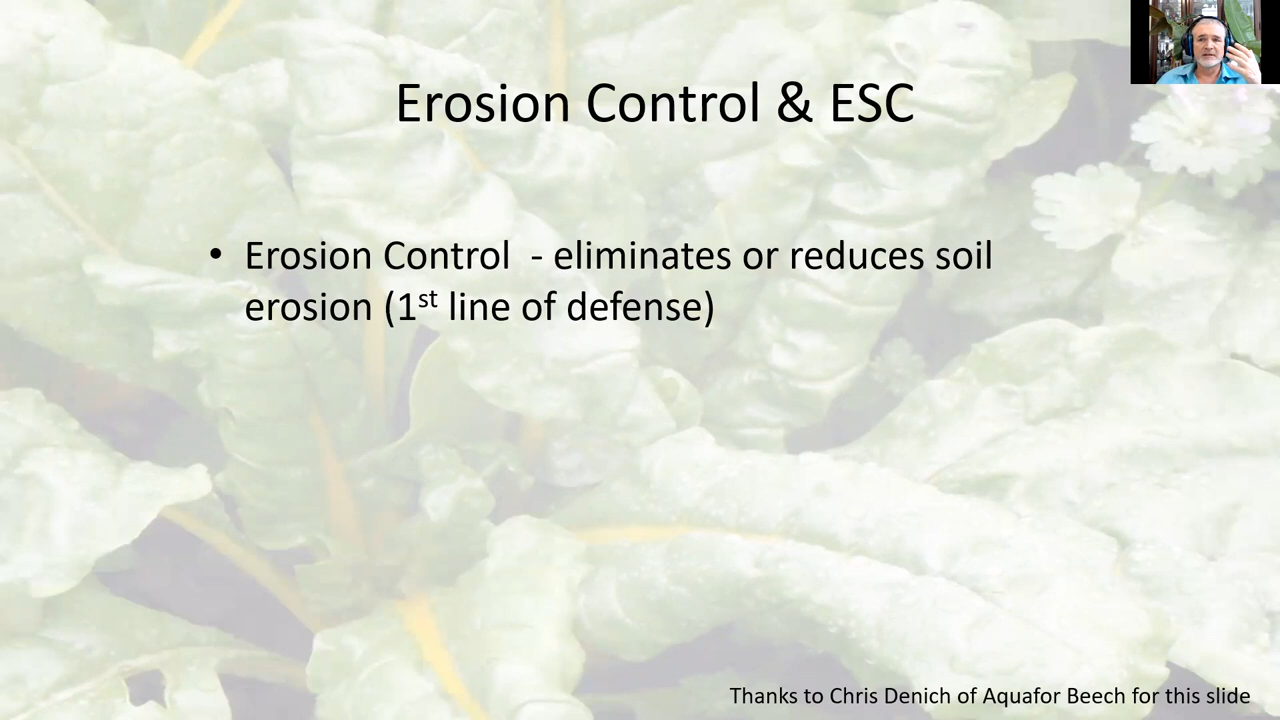 Erosion Control & ESC
• Erosion Control - eliminates or reduces soil
erosion (1st line of defense)
Thanks to Chris Denich of Aquafor Beech for this slide